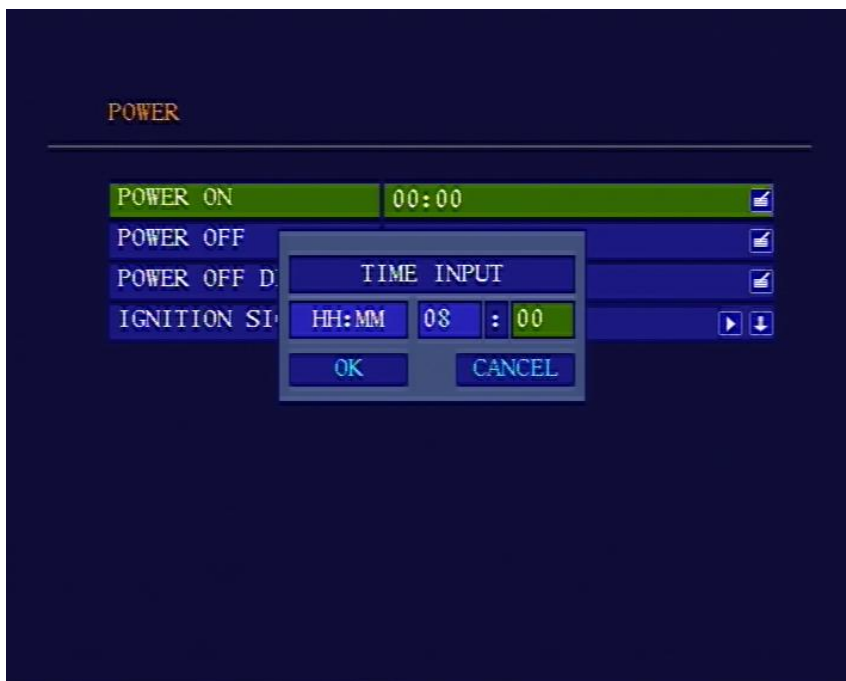 POWER
POWER ON 00:00
POWER OFF
POWER OFF D
TIME INPUT
IGNITION SI
HH:MM 08 : 00
OK CANCEL